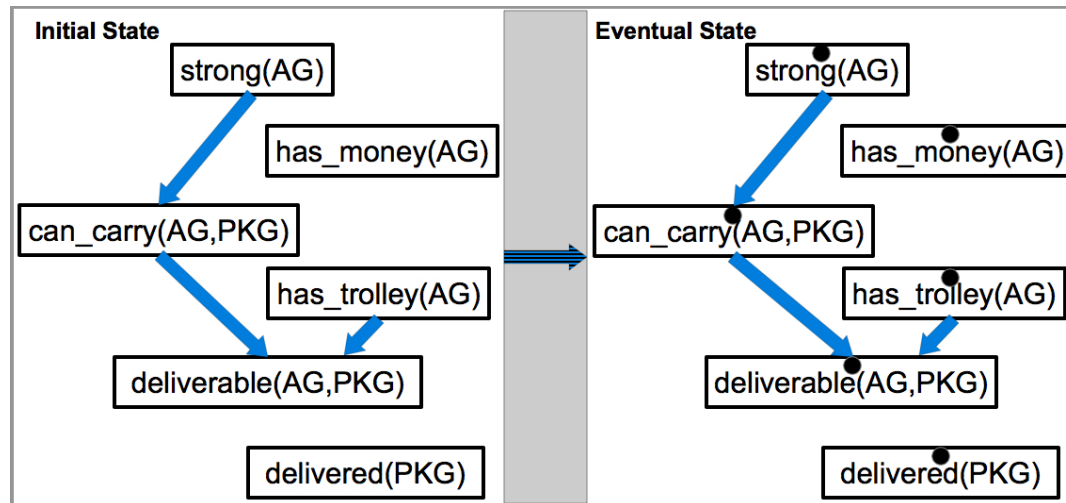 Initial State
strong(AG)
has_money(AG)
can_carry(AG,PKG)
has_trolley(AG)
deliverable(AG,PKG)
delivered(PKG)
Eventual State
strong(AG)
has_money(AG)
can_carry(AG,PKG)
has_trolley(AG)
deliverable(AG,PKG)
delivered(PKG)